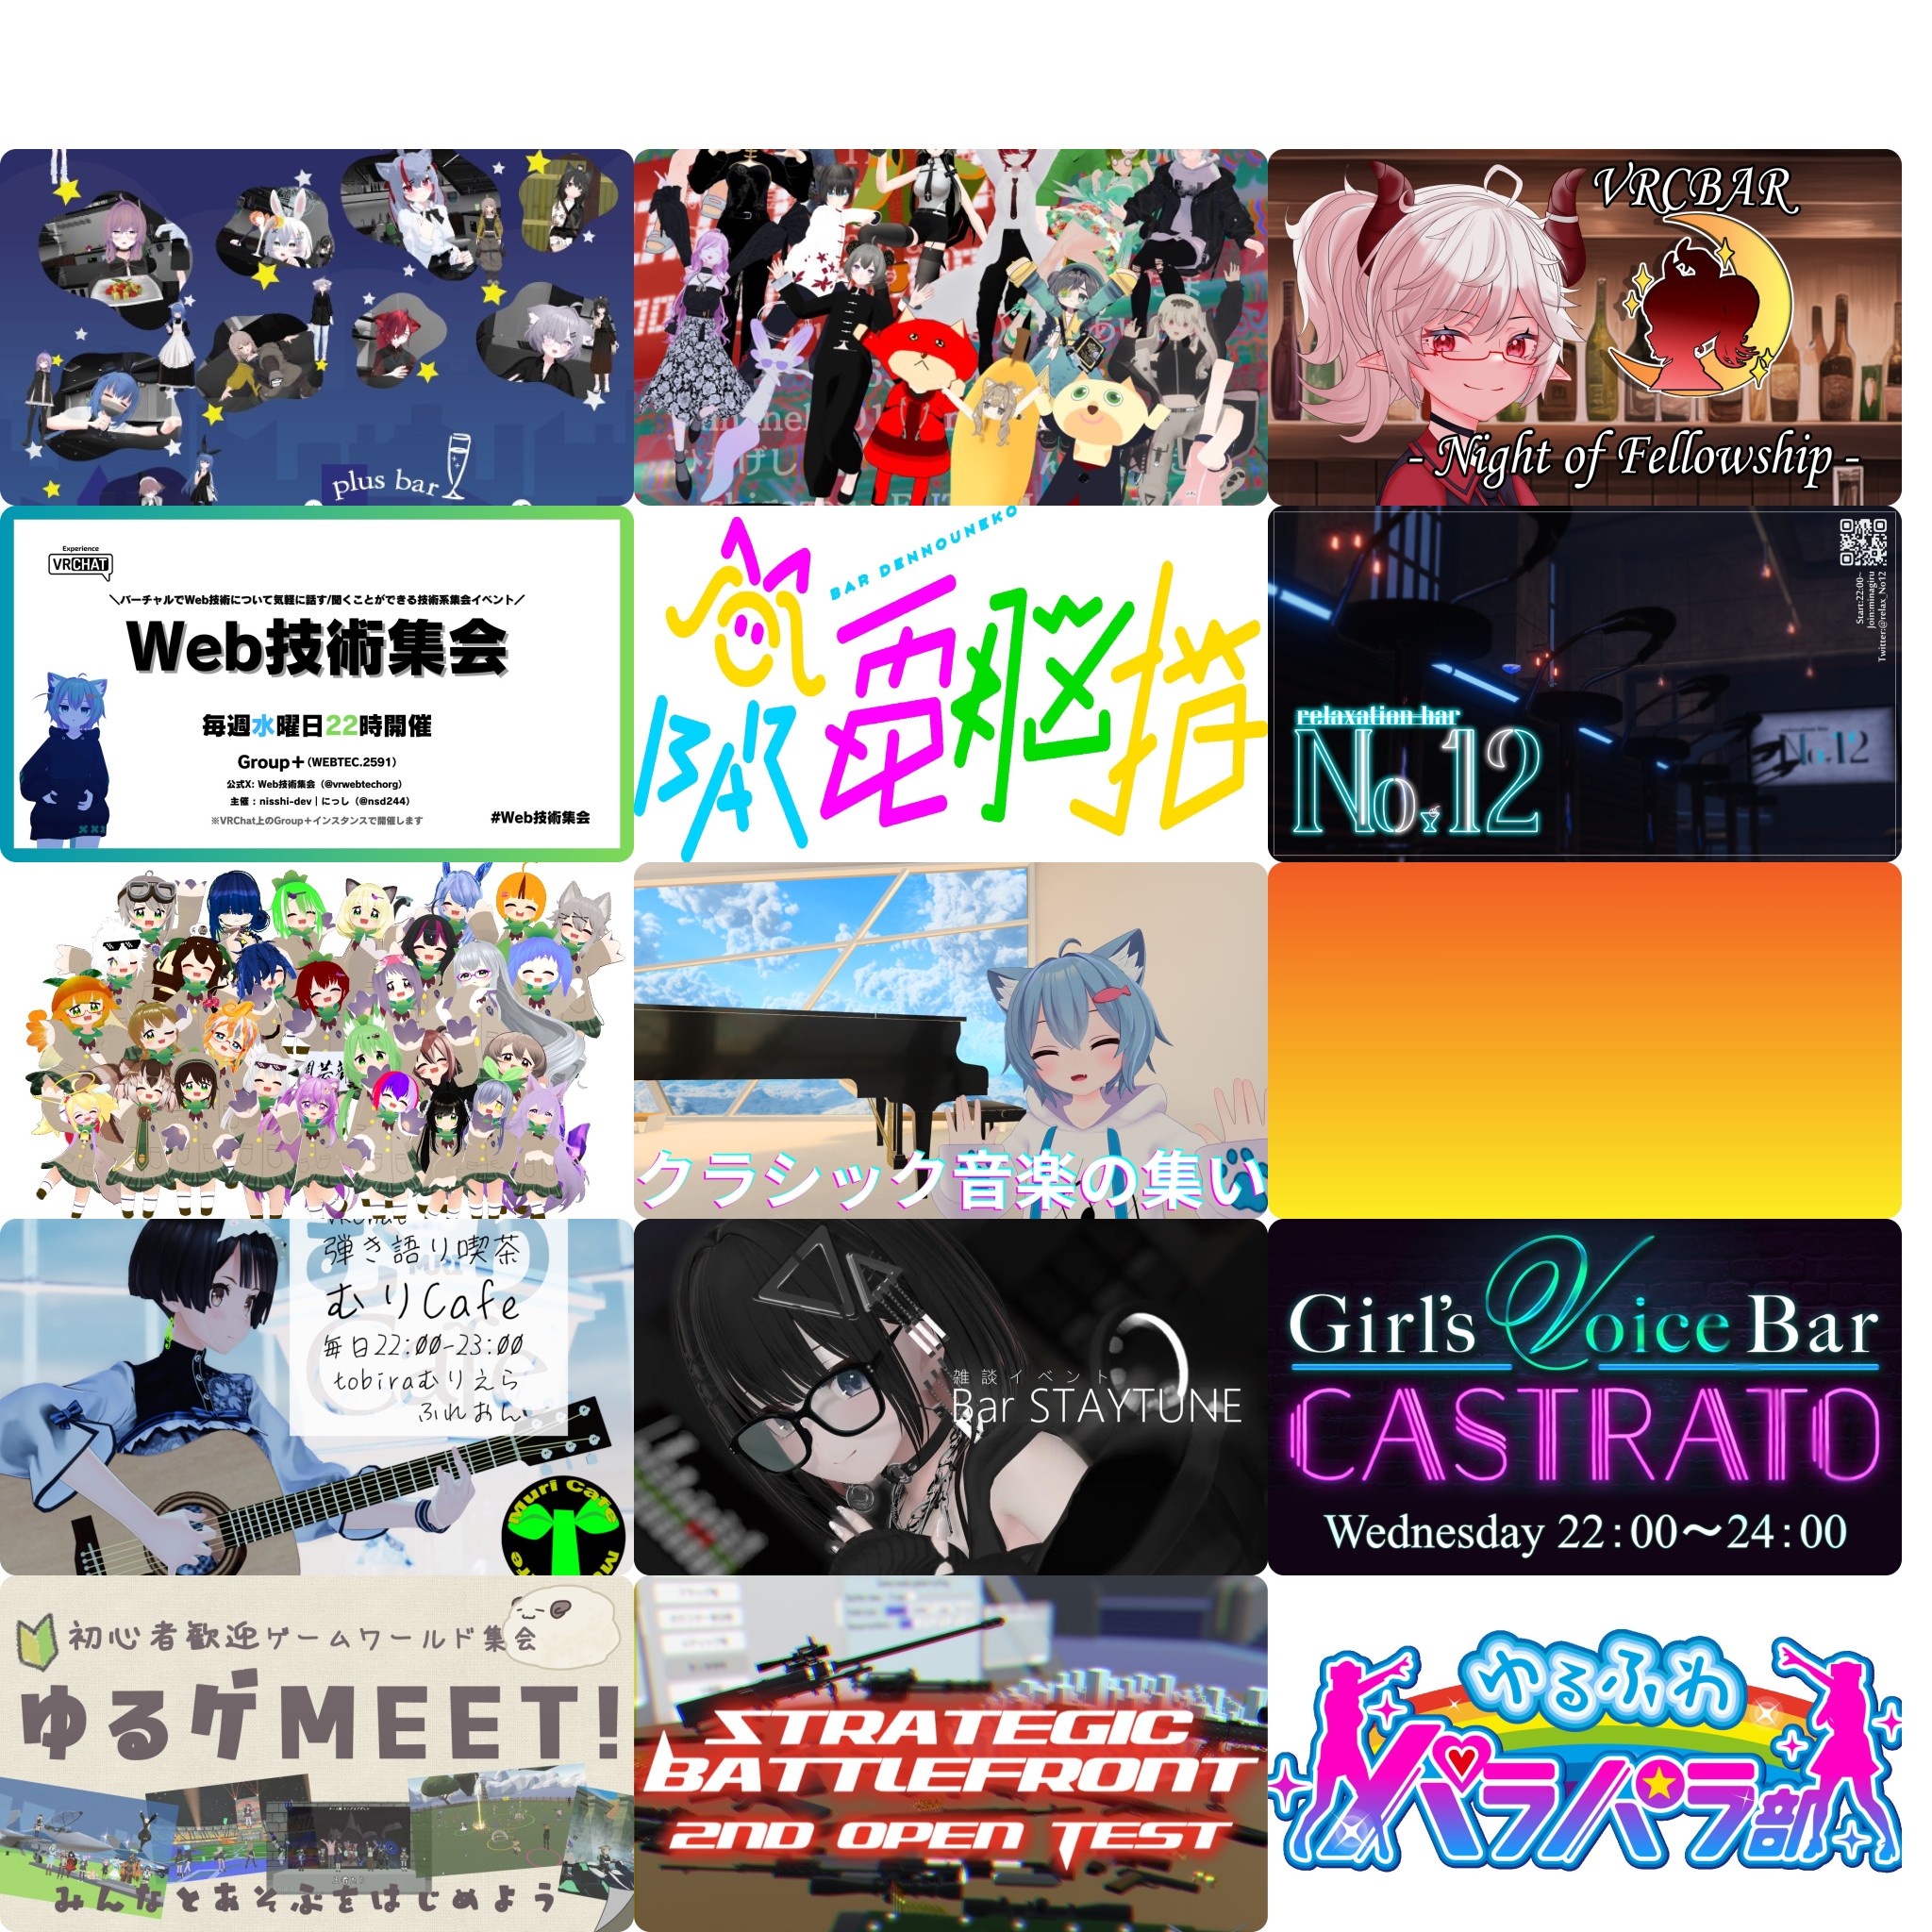 plus bar
VRCBAR
- Night of Fellowship -
Experience
VRCHAT
＼バーチャルでWeb技術について気軽に話す/聞くことができる技術系集会イベント／
Web技術集会
毎週水曜日22時開催
Group＋(WEBTEC.2591)
公式X: Web技術集会（@vrwebtechorg）
主催：nisshi-dev｜にっし（@nsd244）
※VRChat上のGroup＋インスタンスで開催します
#Web技術集会
BAR DENNOUNEKO
BAR 電脳猫
Start:22:00~
Join:minagiru
Twitter:@relax_No12
relaxation bar
No.12
No.12
クラシック音楽の集い
VRChat
弾き語り喫茶
むりCafe
毎日22:00-23:00
tobiraむりえら
ふれおん
Muri Cafe
雑談イベント
Bar STAYTUNE
Girl's Voice Bar
CASTRATO
Wednesday 22:00〜24:00
初心者歓迎ゲームワールド集会
ゆるゲMEET!
みんなとあそぶをはじめよう
STRATEGIC
BATTLEFRONT
2ND OPEN TEST
ゆるふわ
パラパラ部